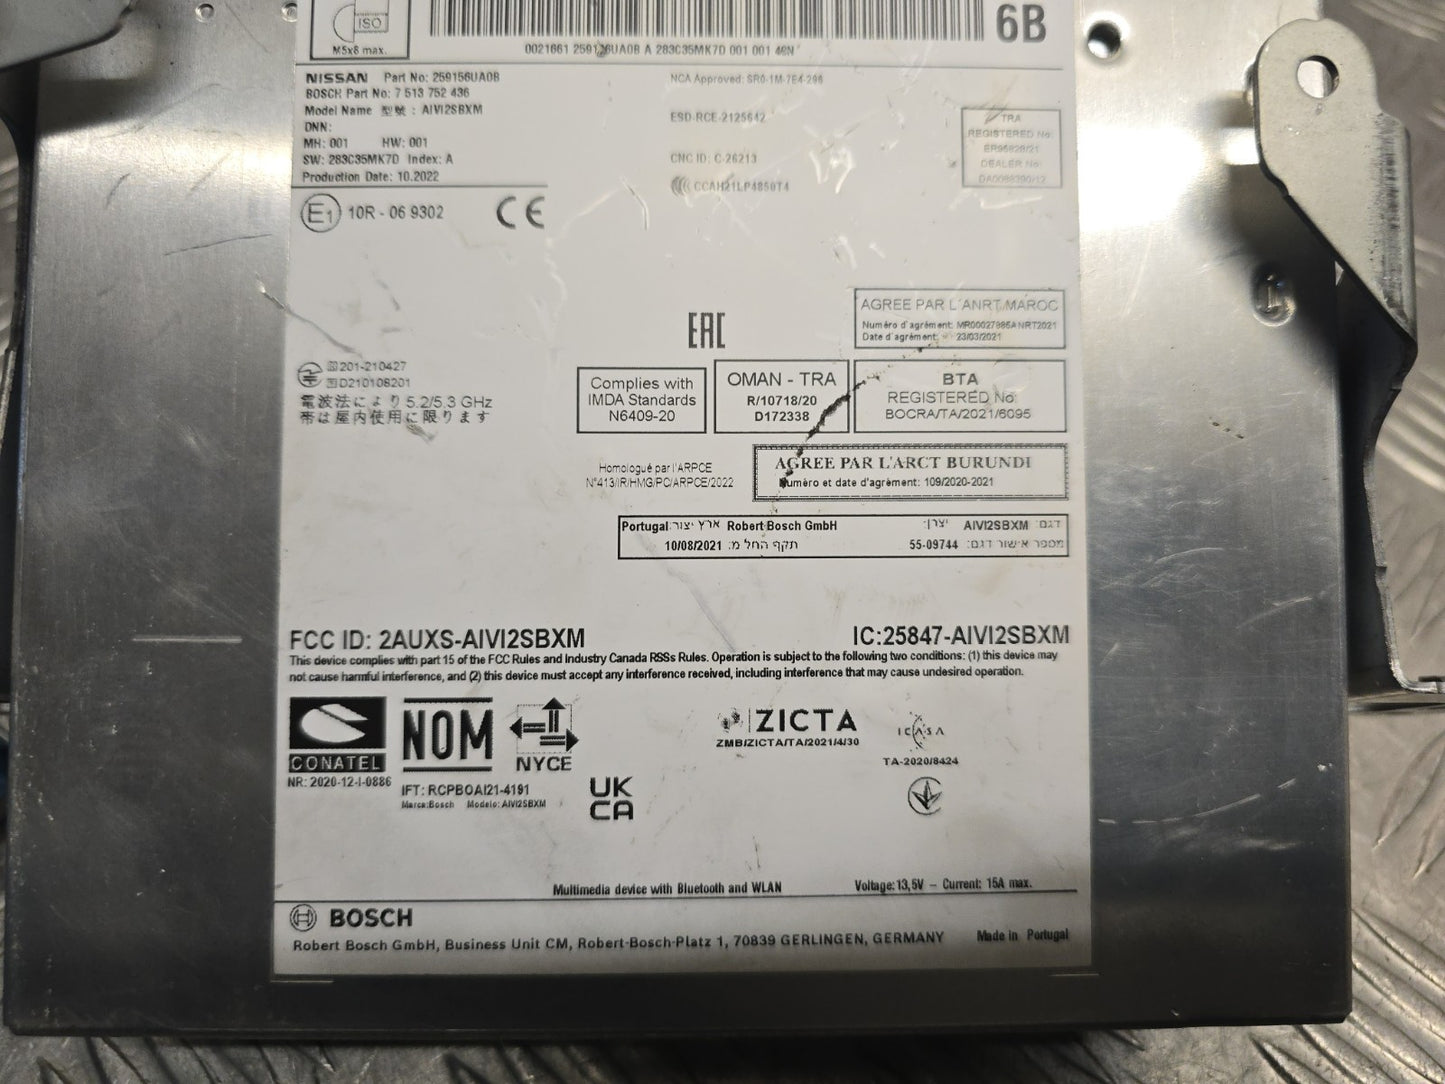 ISO
M5x8 max.
6B
NISSAN Part No: 259156UA0B
BOSCH Part No: 7 513 752 436
Model Name 型號 : AIVI2SBXM
DNN:
MH: 001 HW: 001
SW: 283C35MK7D Index: A
Production Date: 10.2022
NCA Approved: SR0-1M-7E4-296
ESD-RCE-2125642
CNC ID: C-26213
CCAH21LP4850T4
TRA
REGISTERED No:
DEALER No:
E1 10R - 06 9302 CE
EAC
AGREE PAR L'ANRT MAROC
Numéro d'agrément: MR00027885ANRT2021
Date d'agrément: 23/03/2021
201-210427
D210108201
電波法により 5.2/5.3 GHz
帯は屋内使用に限ります
Complies with
IMDA Standards
N6409-20
OMAN - TRA
R/10718/20
D172338
BTA
REGISTERED No:
BOCRA/TA/2021/6095
Homologué par l'ARPCE
N°413/IR/HMG/PC/ARPCE/2022
AGREE PAR L'ARCT BURUNDI
Numéro et date d'agrément: 109/2020-2021
דגם: AIVI2SBXM יצרן: Robert Bosch GmbH ארץ יצור: Portugal
מספר אישור דגם: 55-09744 תקף החל מ: 10/08/2021
FCC ID: 2AUXS-AIVI2SBXM IC:25847-AIVI2SBXM
This device complies with part 15 of the FCC Rules and Industry Canada RSSs Rules. Operation is subject to the following two conditions: (1) this device may
not cause harmful interference, and (2) this device must accept any interference received, including interference that may cause undesired operation.
CONATEL
NR: 2020-12-I-0886
NOM
IFT: RCPBOAI21-4191
Marca:Bosch Modelo: AIVI2SBXM
NYCE
UK
CA
ZICTA
ZMB/ZICTA/TA/2021/4/30
ICASA
TA-2020/8424
Multimedia device with Bluetooth and WLAN Voltage: 13,5V – Current: 15A max.
BOSCH
Robert Bosch GmbH, Business Unit CM, Robert-Bosch-Platz 1, 70839 GERLINGEN, GERMANY Made in Portugal